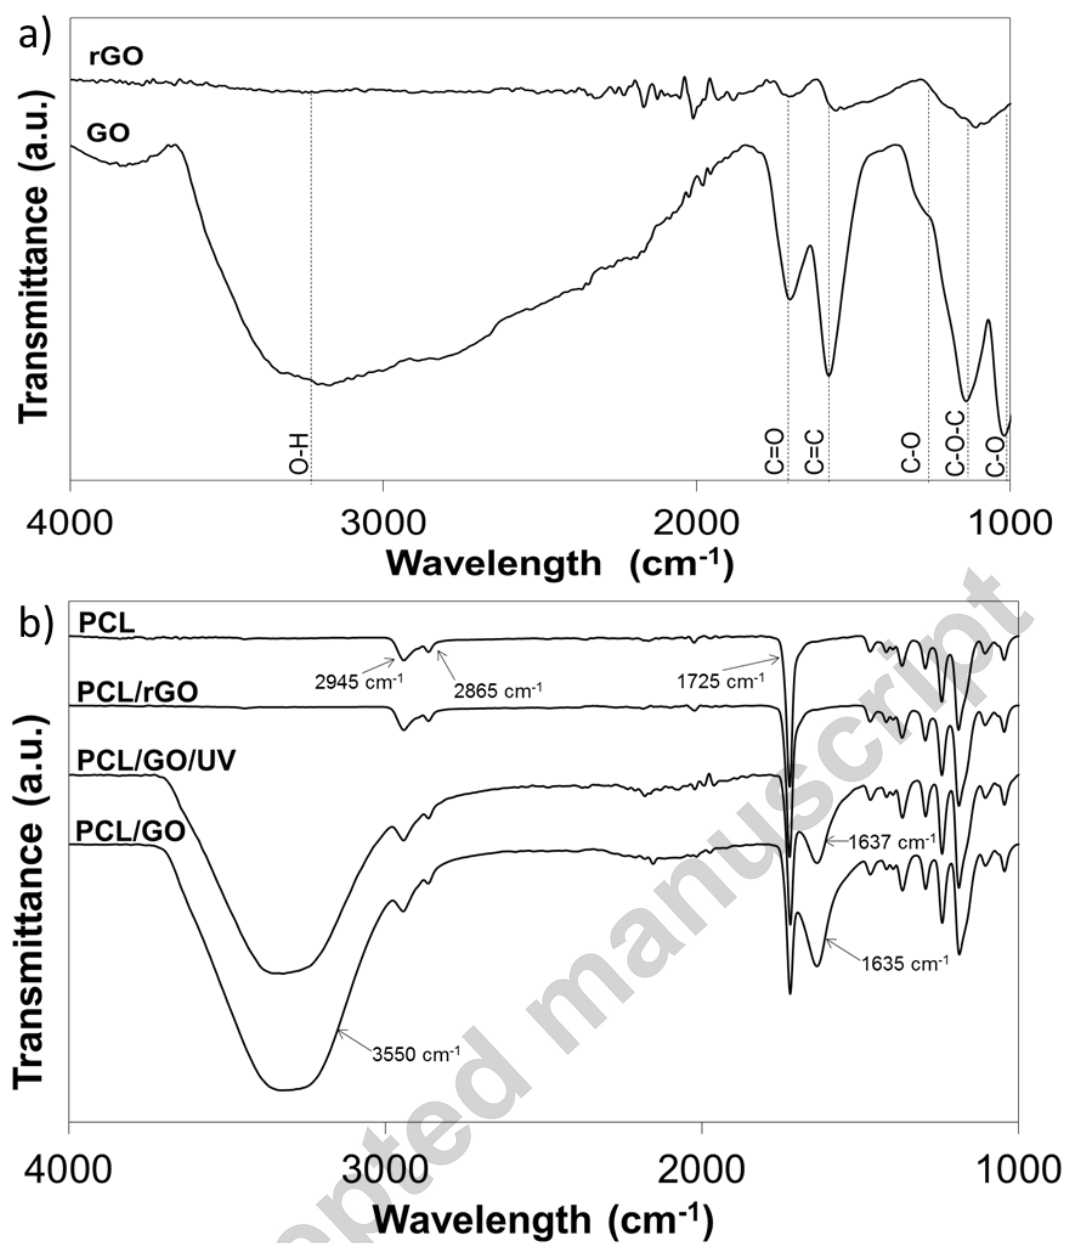 a)
rGO
GO
Transmittance (a.u.)
O-H
C=O
C=C
C-O
C-O-C
C-O
4000 3000 2000 1000
Wavelength (cm⁻¹)
b)
PCL
2945 cm⁻¹
2865 cm⁻¹
1725 cm⁻¹
PCL/rGO
PCL/GO/UV
PCL/GO
1637 cm⁻¹
1635 cm⁻¹
3550 cm⁻¹
Transmittance (a.u.)
4000 3000 2000 1000
Wavelength (cm⁻¹)
epted manuscript